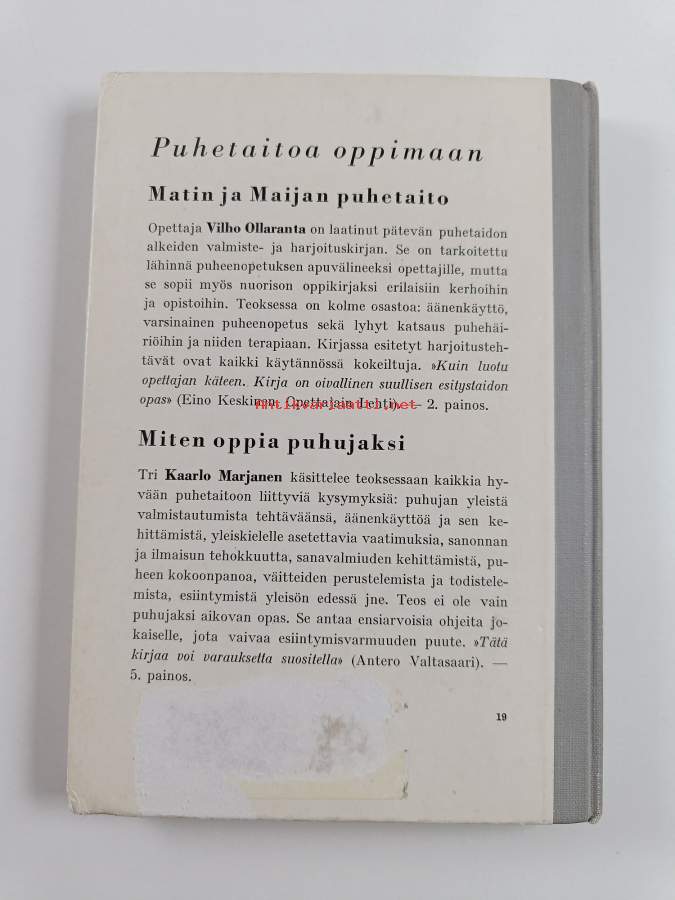 Puhetaitoa oppimaan
Matin ja Maijan puhetaito
Opettaja Vilho Ollaranta on laatinut pätevän puhetaidon
alkeiden valmiste- ja harjoituskirjan. Se on tarkoitettu
lähinnä puheenopetuksen apuvälineeksi opettajille, mutta
se sopii myös nuorison oppikirjaksi erilaisiin kerhoihin
ja opistoihin. Teoksessa on kolme osastoa: äänenkäyttö,
varsinainen puheenopetus sekä lyhyt katsaus puhehäi-
riöihin ja niiden terapiaan. Kirjassa esitetyt harjoitusteh-
tävät ovat kaikki käytännössä kokeiltuja. »Kuin luotu
opettajan käteen. Kirja on oivallinen suullisen esitystaidon
opas» (Eino Keskinen, Opettajain Lehti). — 2. painos.
Antikvariaatti.net
Miten oppia puhujaksi
Tri Kaarlo Marjanen käsittelee teoksessaan kaikkia hy-
vään puhetaitoon liittyviä kysymyksiä: puhujan yleistä
valmistautumista tehtäväänsä, äänenkäyttöä ja sen ke-
hittämistä, yleiskielelle asetettavia vaatimuksia, sanonnan
ja ilmaisun tehokkuutta, sanavalmiuden kehittämistä, pu-
heen kokoonpanoa, väitteiden perustelemista ja todistele-
mista, esiintymistä yleisön edessä jne. Teos ei ole vain
puhujaksi aikovan opas. Se antaa ensiarvoisia ohjeita jo-
kaiselle, jota vaivaa esiintymisvarmuuden puute. »Tätä
kirjaa voi varauksetta suositella» (Antero Valtasaari). —
5. painos.
19